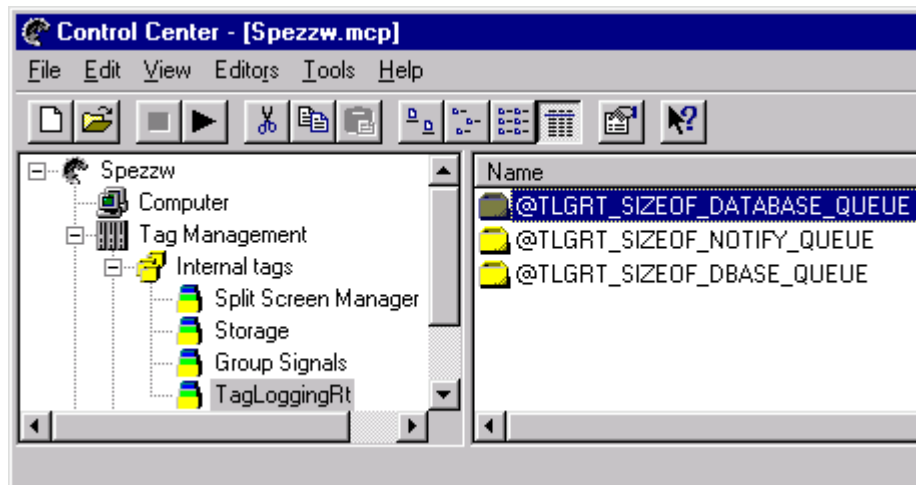 Control Center - [Spezzw.mcp]
File Edit View Editors Tools Help
Spezzw
Computer
Tag Management
Internal tags
Split Screen Manager
Storage
Group Signals
TagLoggingRt
Name
@TLGRT_SIZEOF_DATABASE_QUEUE
@TLGRT_SIZEOF_NOTIFY_QUEUE
@TLGRT_SIZEOF_DBASE_QUEUE